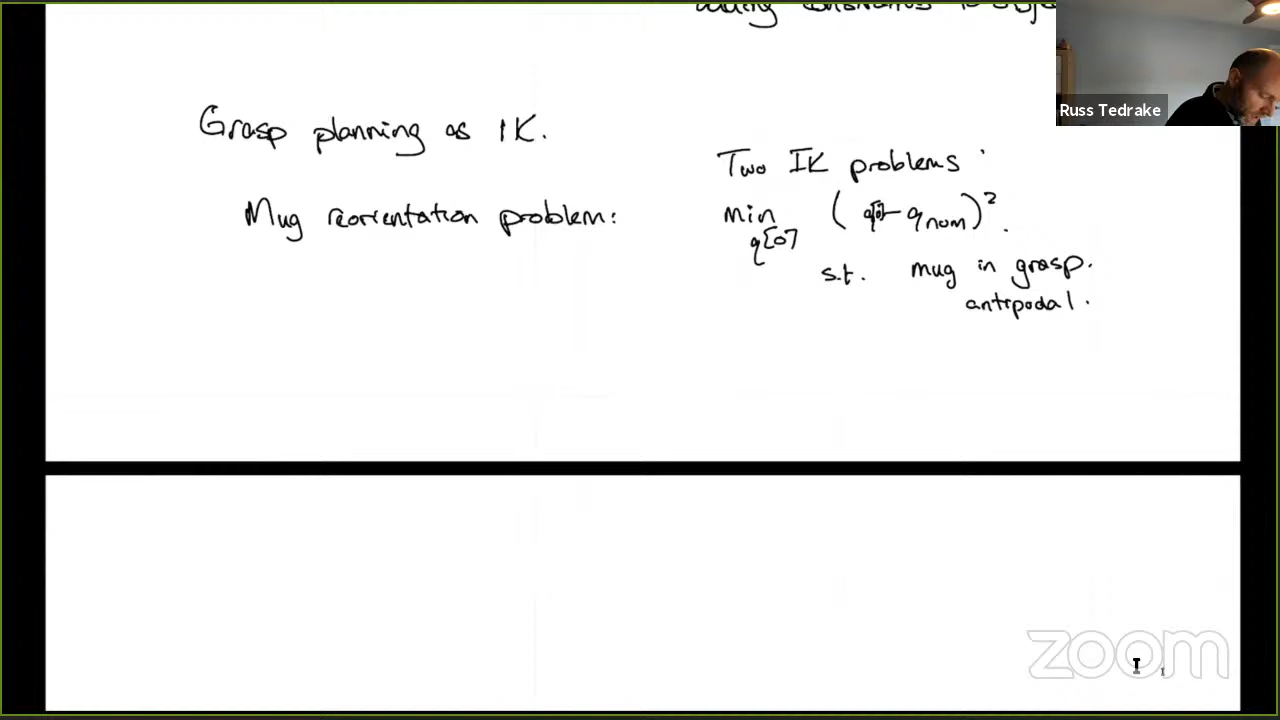 Grasp planning as IK.
Mug reorientation problem:
Two IK problems
min (q[0] - q_nom)²
q[0]
s.t. mug in grasp.
antipodal.
Russ Tedrake
zoom